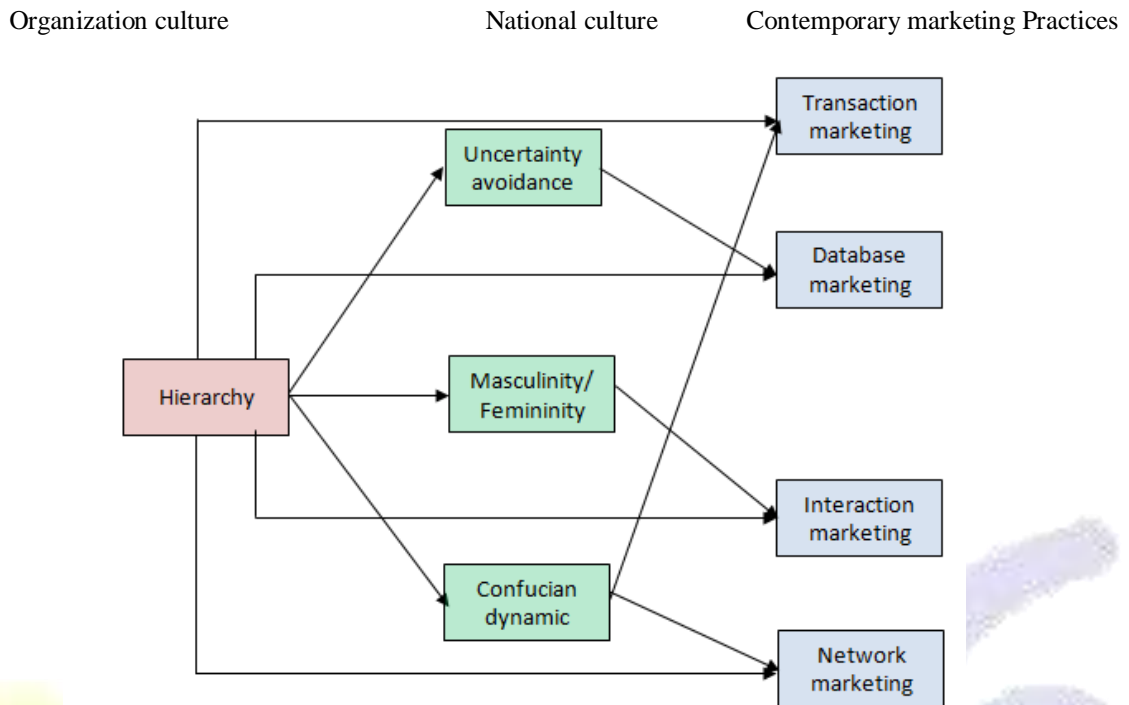 Organization culture
National culture
Contemporary marketing Practices
Transaction
marketing
Uncertainty
avoidance
Database
marketing
Hierarchy
Masculinity/
Femininity
Interaction
marketing
Confucian
dynamic
Network
marketing